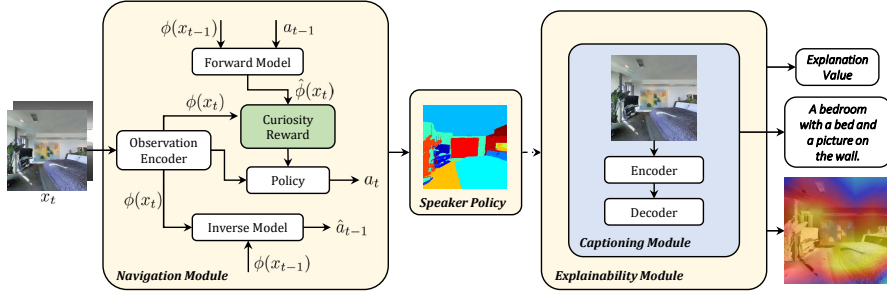 ϕ(x_{t−1})
a_{t−1}
Forward Model
ϕ̂(x_t)
ϕ(x_t)
Curiosity
Reward
Observation
Encoder
Policy
a_t
x_t
ϕ(x_t)
Inverse Model
â_{t−1}
ϕ(x_{t−1})
Navigation Module
Speaker Policy
Encoder
Decoder
Captioning Module
Explainability Module
Explanation
Value
A bedroom
with a bed and
a picture on
the wall.